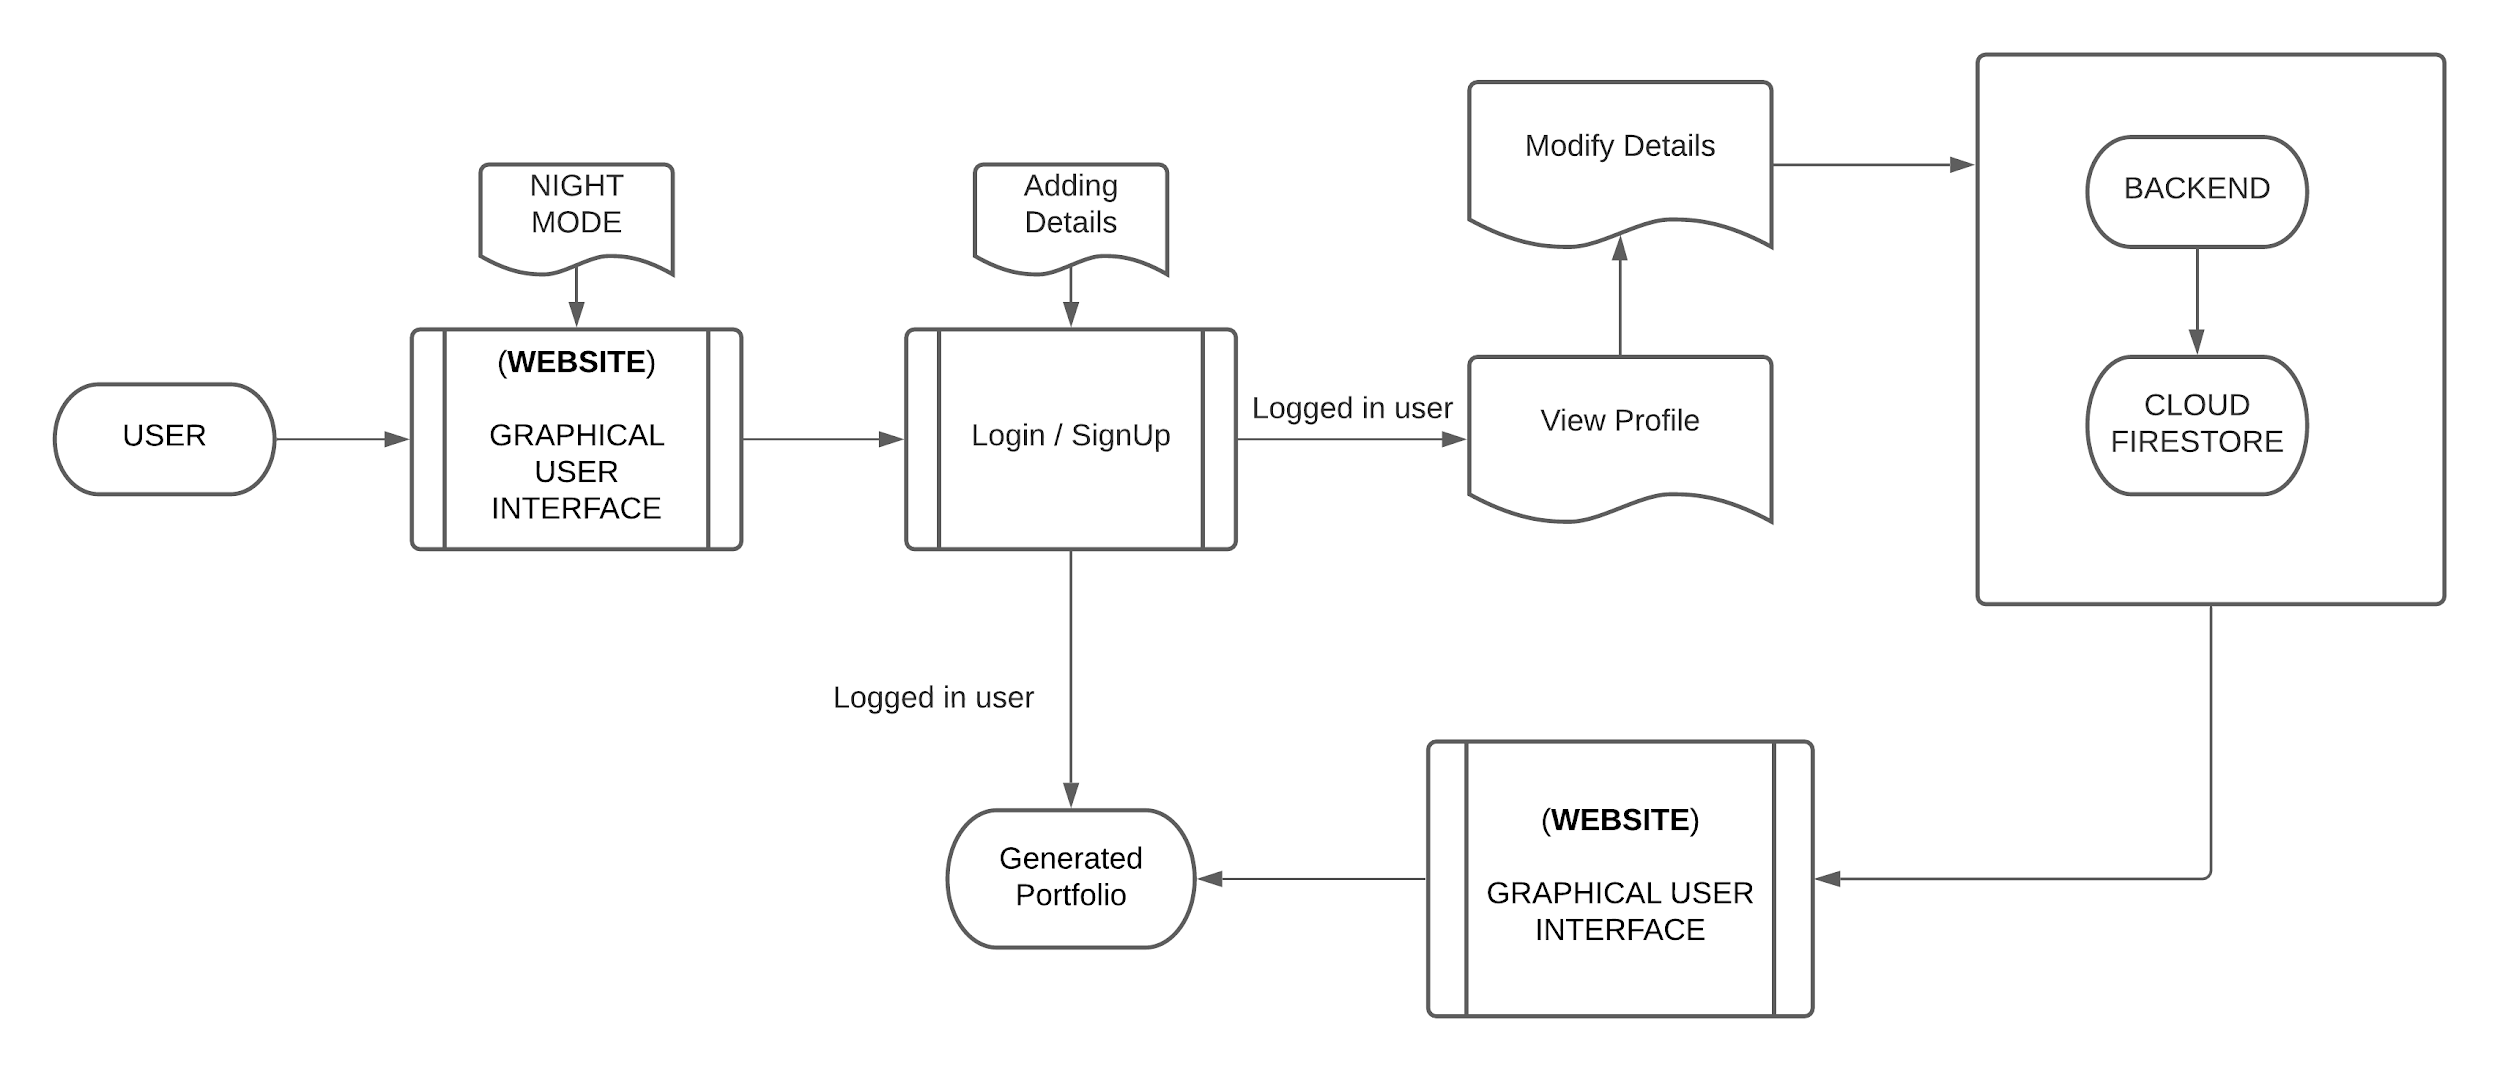 NIGHT
MODE
Adding
Details
Modify Details
BACKEND
USER
(WEBSITE)
GRAPHICAL
USER
INTERFACE
Login / SignUp
Logged in user
View Profile
CLOUD
FIRESTORE
Logged in user
Generated
Portfolio
(WEBSITE)
GRAPHICAL USER
INTERFACE